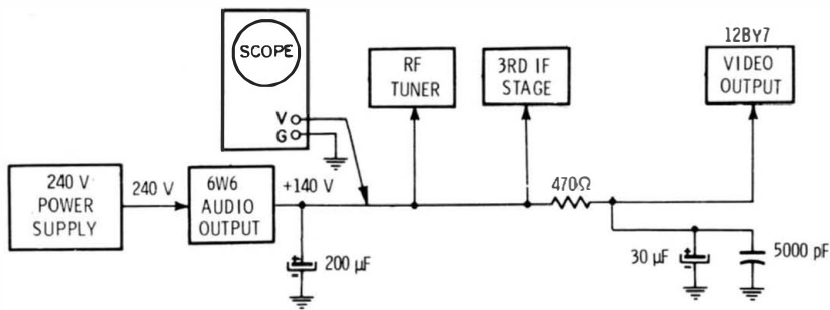 12BY7
SCOPE
RF
TUNER
3RD IF
STAGE
VIDEO
OUTPUT
V
G
240 V
POWER
SUPPLY
240 V
6W6
AUDIO
OUTPUT
+140 V
470Ω
+
-
200 µF
30 µF
+
-
5000 pF